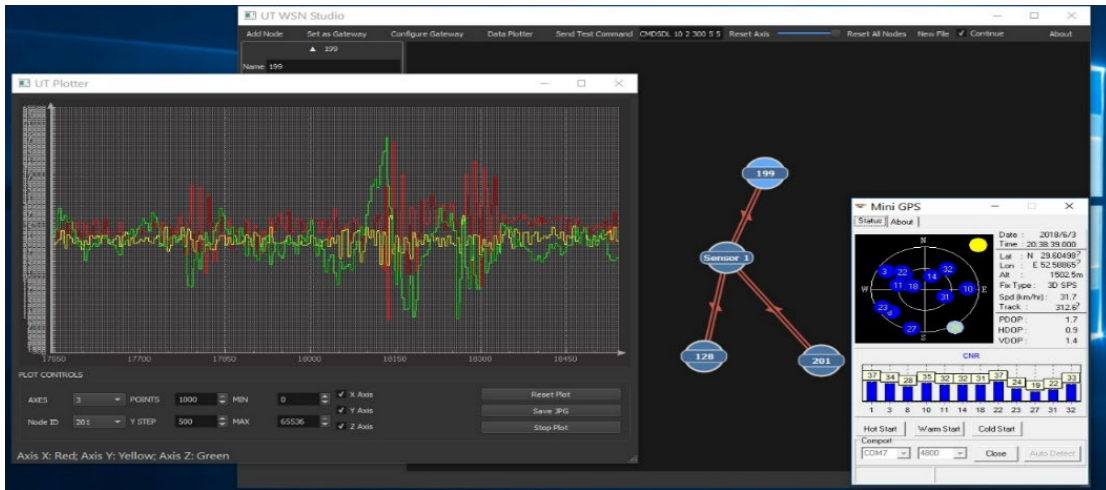 UT WSN Studio
Add Node Set as Gateway Configure Gateway Data Plotter Send Test Command CMDSDL 10 2 300 5 5 Reset Axis Reset All Nodes New File Continue About
199
Name 199
UT Plotter
17550 17700 17850 18000 18150 18300 18450
PLOT CONTROLS
AXES 3 POINTS 1000 MIN 0 X Axis Reset Plot
Y Axis Save JPG
Node ID 201 Y STEP 500 MAX 65536 Z Axis Stop Plot
Axis X: Red; Axis Y: Yellow; Axis Z: Green
199
Sensor 1
128
201
Mini GPS
Status About
N
W
E
3 22 14 32
11 18 31 10
23
27
Date : 2018/6/3
Time : 20:38:39.000
Lat : N 29.60498?
Lon : E 52.58865?
Alt : 1502.5m
Fix Type : 3D SPS
Spd (km/hr) : 31.7
Track : 312.6?
PDOP : 1.7
HDOP : 0.9
VDOP : 1.4
CNR
37 34 28 35 32 32 31 37 24 19 22 33
1 3 8 10 11 14 18 22 23 27 31 32
Hot Start Warm Start Cold Start
Comport
COM7 4800 Close Auto Detect